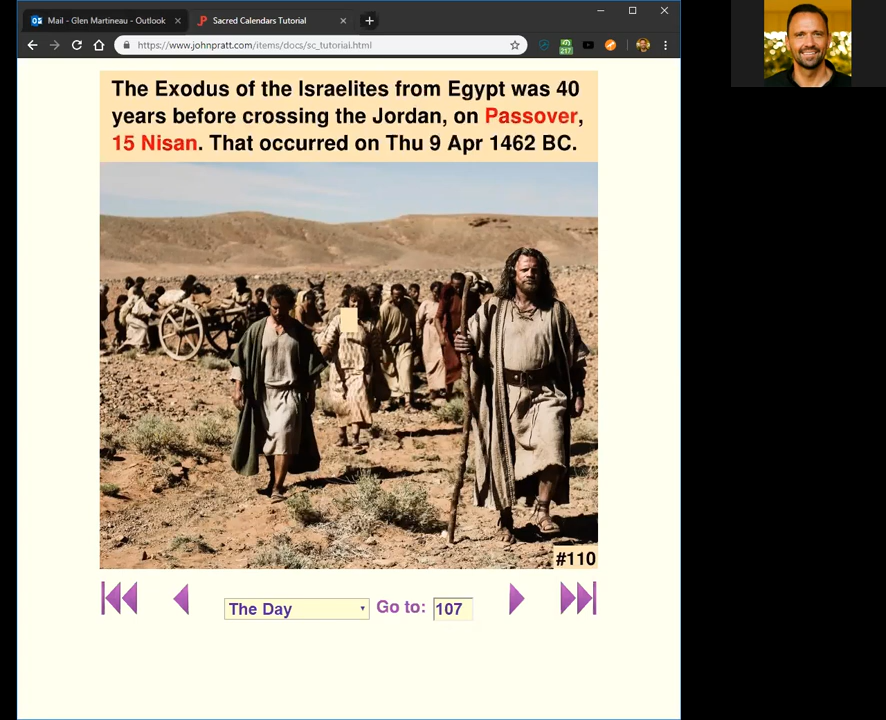 Mail - Glen Martineau - Outlook
Sacred Calendars Tutorial
https://www.johnpratt.com/items/docs/sc_tutorial.html
217
The Exodus of the Israelites from Egypt was 40
years before crossing the Jordan, on Passover,
15 Nisan. That occurred on Thu 9 Apr 1462 BC.
#110
The Day
Go to: 107